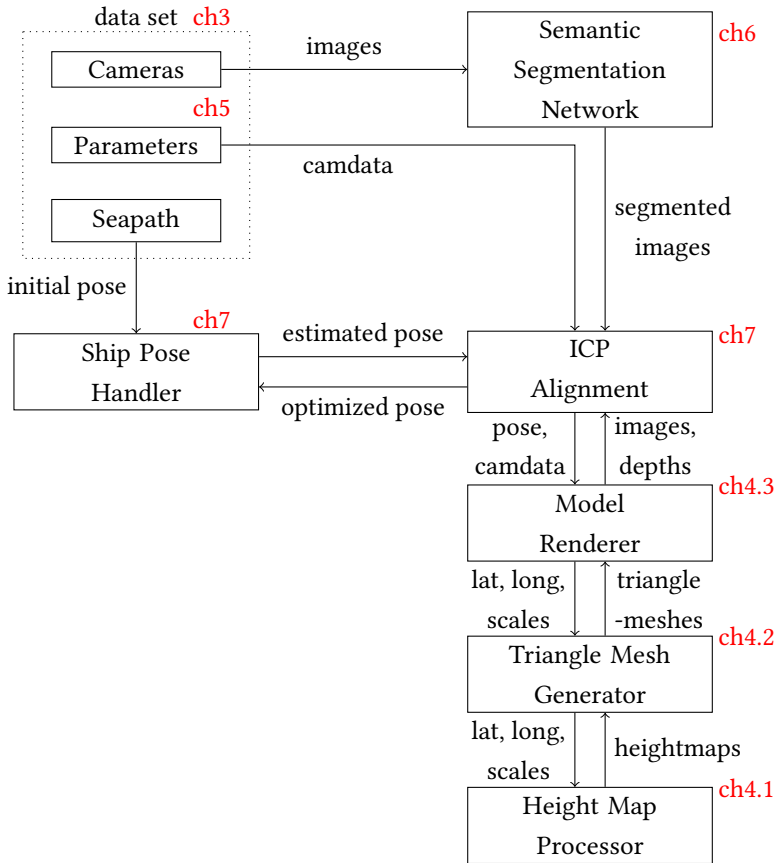 data set ch3
Cameras
images
Semantic
Segmentation
Network
ch6
ch5
Parameters
camdata
Seapath
segmented
images
initial pose
ch7
Ship Pose
Handler
estimated pose
optimized pose
ICP
Alignment
ch7
pose,
camdata
images,
depths
Model
Renderer
ch4.3
lat, long,
scales
triangle
-meshes
Triangle Mesh
Generator
ch4.2
lat, long,
scales
heightmaps
Height Map
Processor
ch4.1